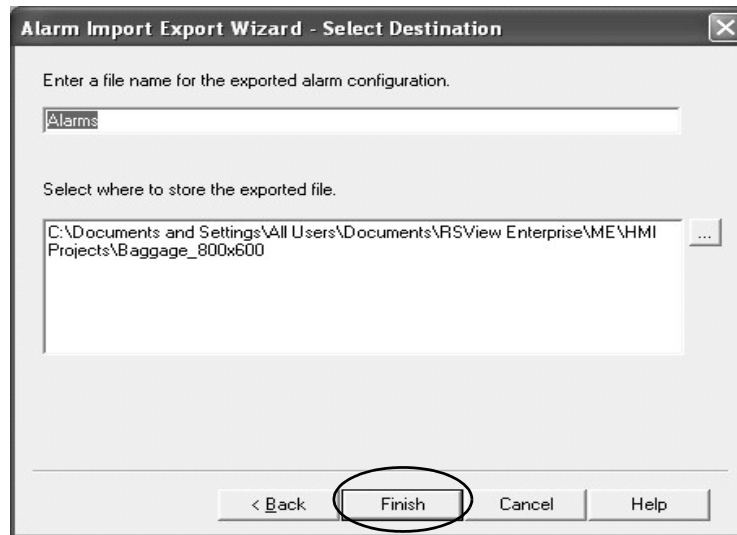 Alarm Import Export Wizard - Select Destination
Enter a file name for the exported alarm configuration.
Alarms
Select where to store the exported file.
C:\Documents and Settings\All Users\Documents\RSView Enterprise\ME\HMI
Projects\Baggage_800x600
...
< Back Finish Cancel Help